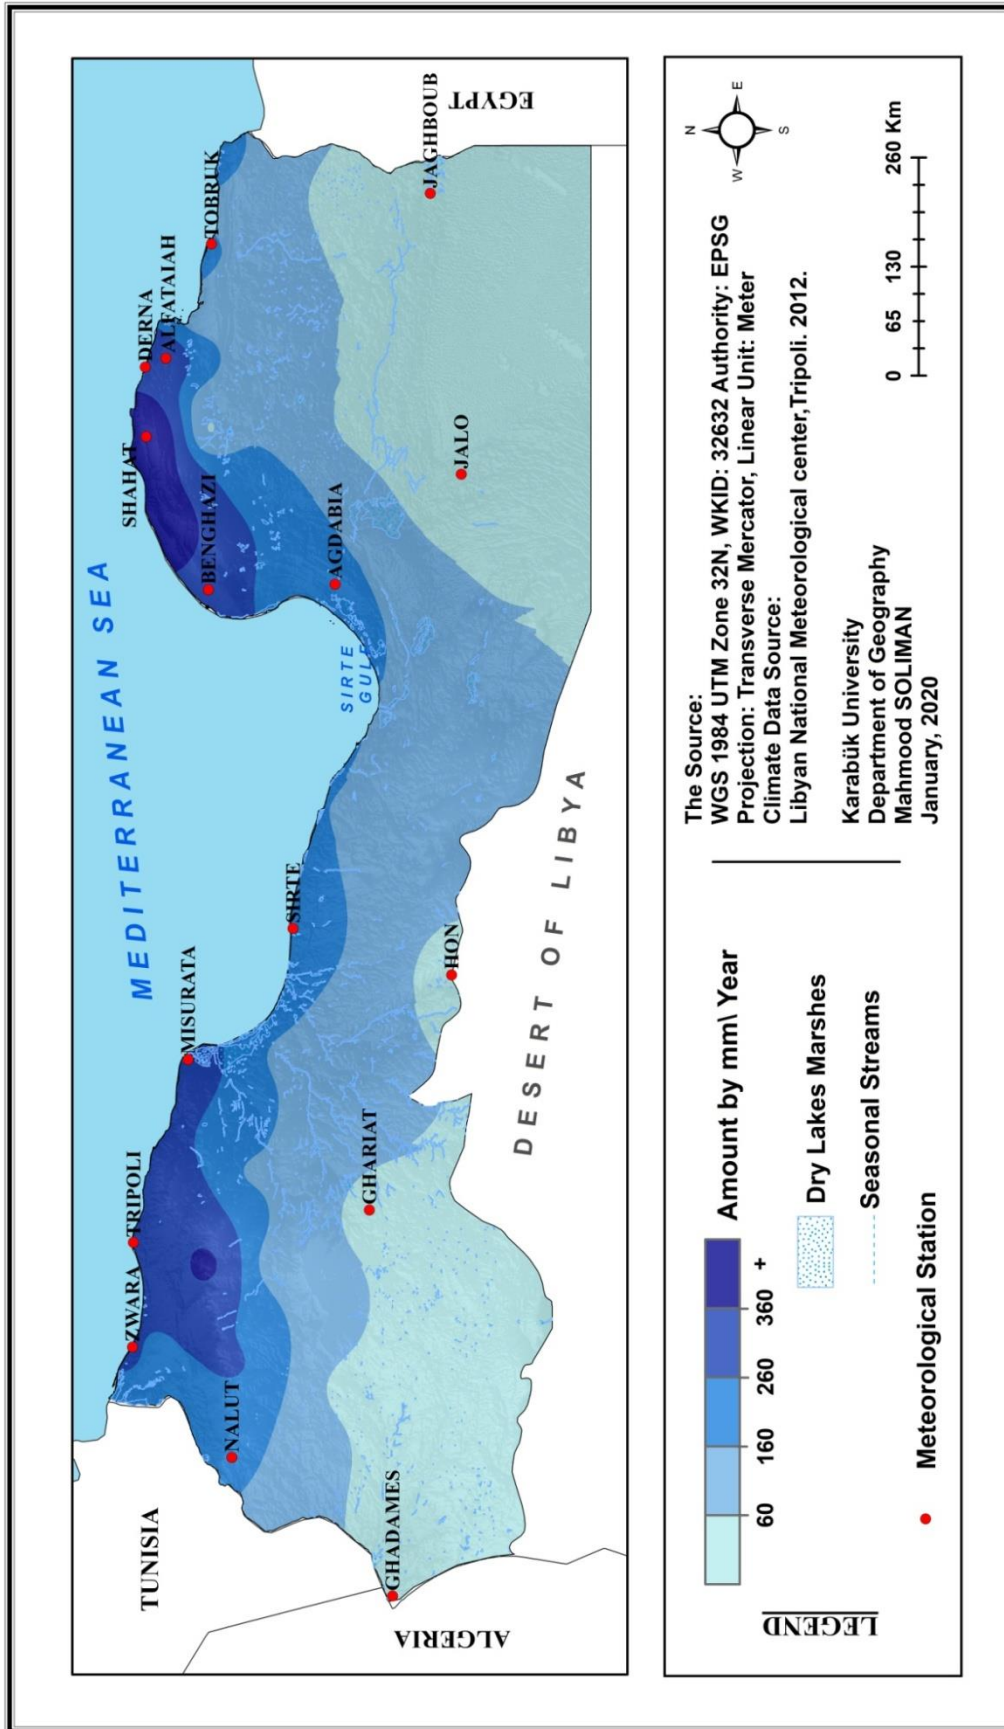 MEDITERRANEAN SEA
SIRTE
GULF
DESERT OF LIBYA
TUNISIA
ALGERIA
EGYPT
ZWARA
TRIPOLI
MISURATA
NALUT
GHADAMES
GHARIAT
HON
SIRTE
AGDABIA
BENGHAZI
SHAHAT
DERNA
ALFATAIAH
TOBRUK
JALO
JAGHBOUB
LEGEND
Amount by mm\ Year
60 160 260 360 +
Dry Lakes Marshes
Seasonal Streams
Meteorological Station
The Source:
WGS 1984 UTM Zone 32N, WKID: 32632 Authority: EPSG
Projection: Transverse Mercator, Linear Unit: Meter
Climate Data Source:
Libyan National Meteorological center,Tripoli. 2012.
Karabük University
Department of Geography
Mahmood SOLIMAN
January, 2020
N
W E
S
0 65 130 260 Km